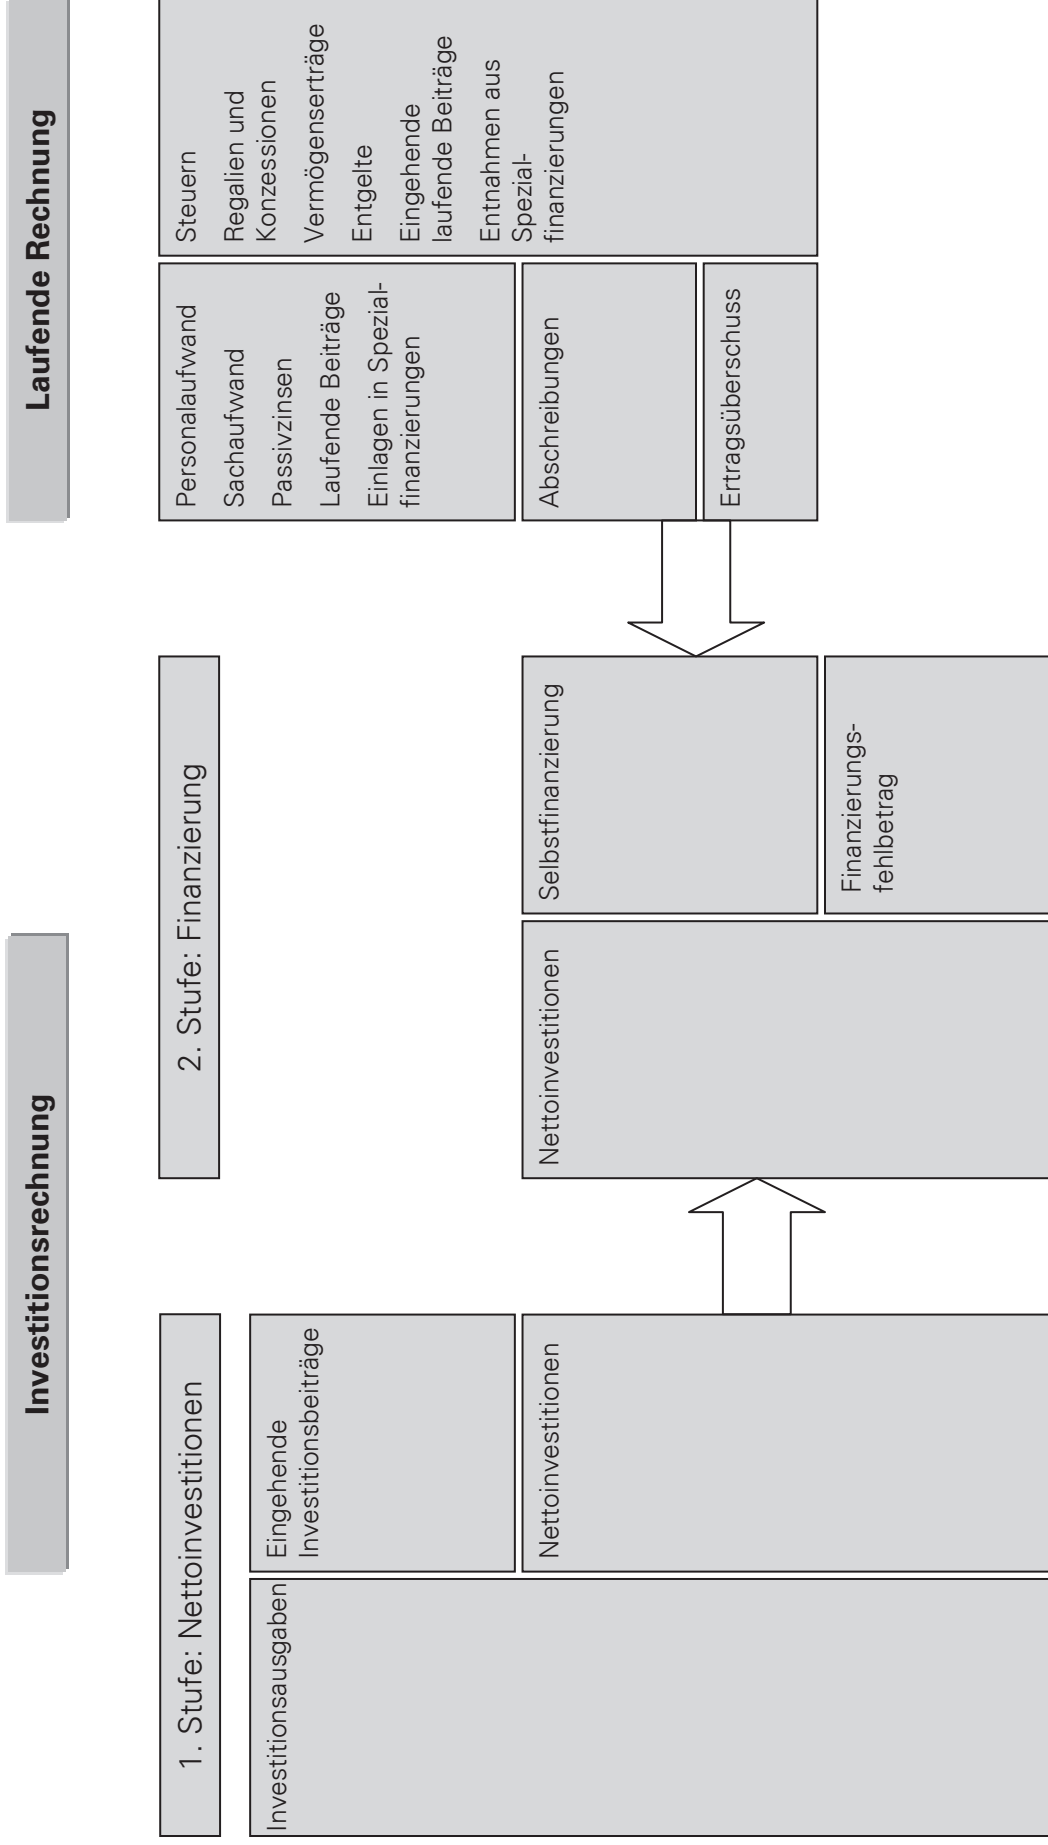 Investitionsrechnung
Laufende Rechnung
1. Stufe: Nettoinvestitionen
2. Stufe: Finanzierung
Investitionsausgaben
Eingehende
Investitionsbeiträge
Nettoinvestitionen
Nettoinvestitionen
Selbstfinanzierung
Finanzierungs-
fehlbetrag
Personalaufwand
Sachaufwand
Passivzinsen
Laufende Beiträge
Einlagen in Spezial-
finanzierungen
Abschreibungen
Ertragsüberschuss
Steuern
Regalien und
Konzessionen
Vermögenserträge
Entgelte
Eingehende
laufende Beiträge
Entnahmen aus
Spezial-
finanzierungen